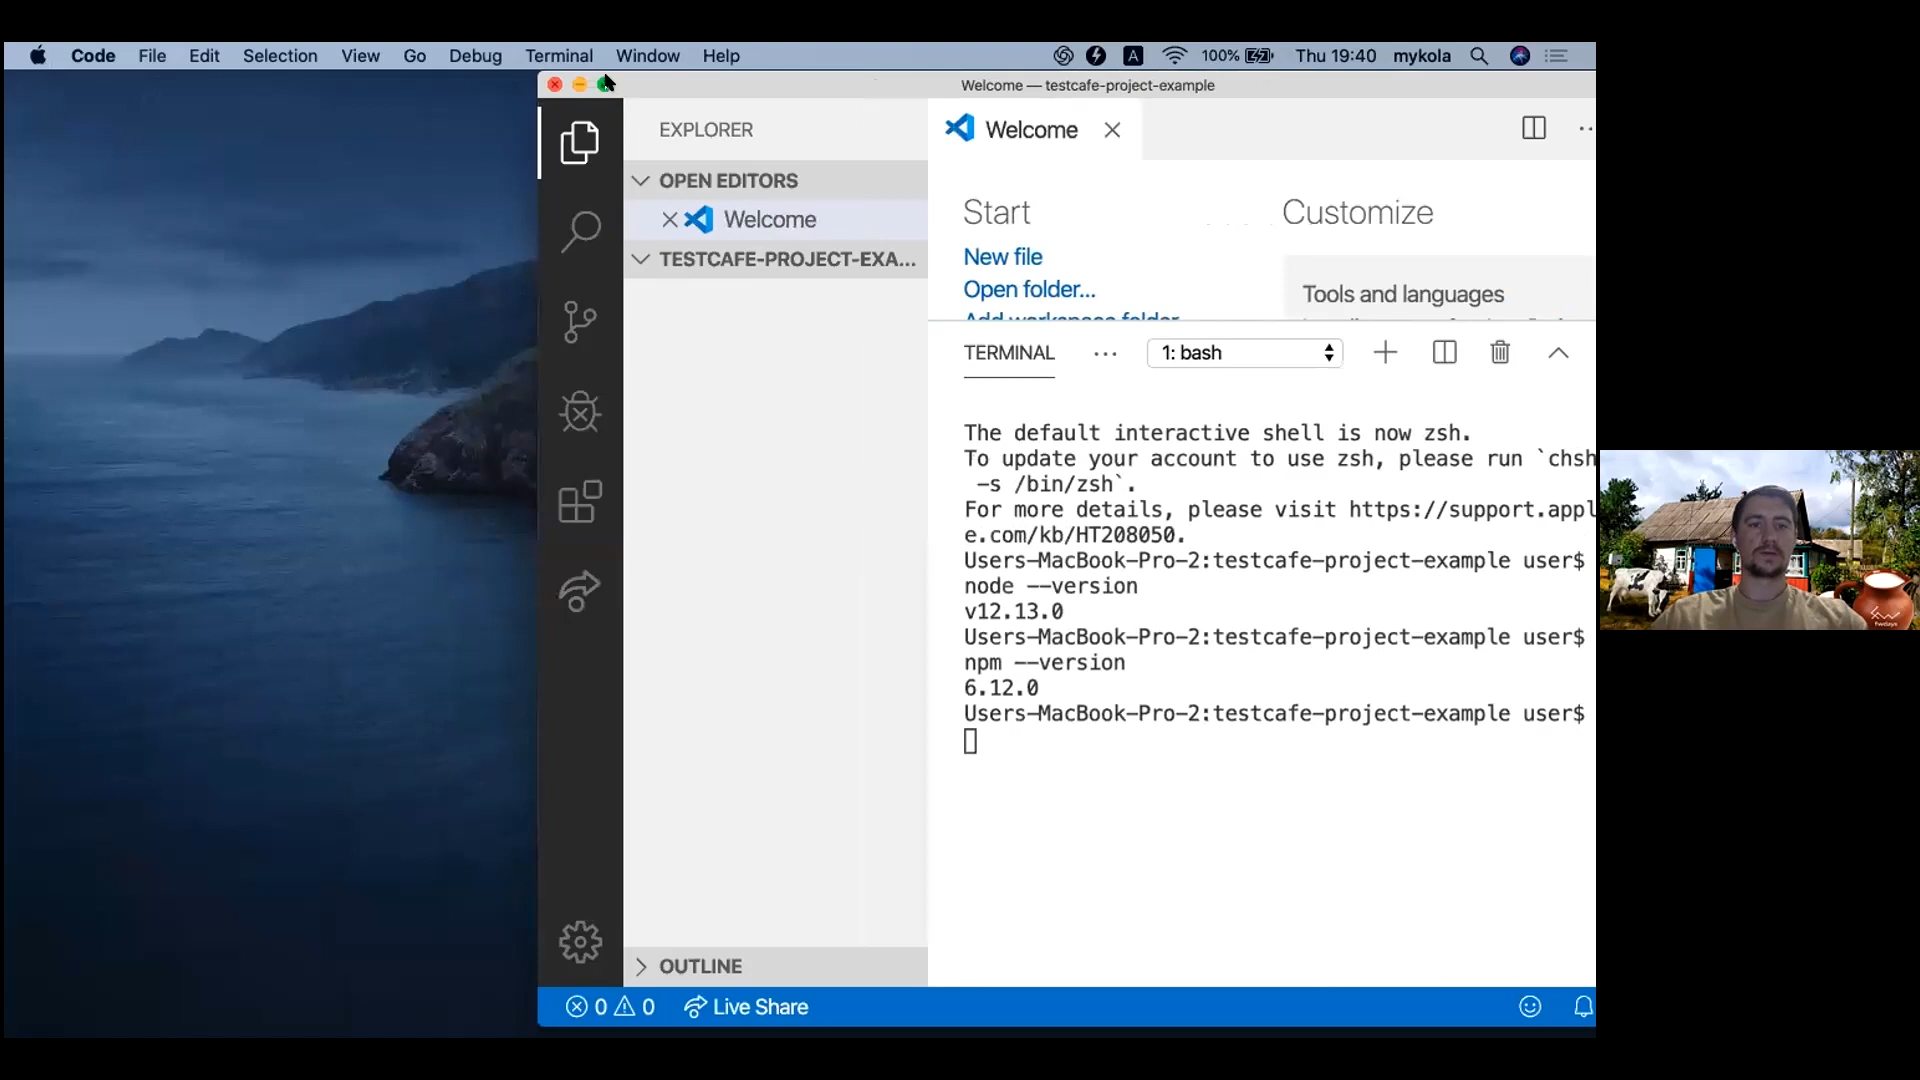 Code File Edit Selection View Go Debug Terminal Window Help
A 100% Thu 19:40 mykola
Welcome — testcafe-project-example
EXPLORER
OPEN EDITORS
Welcome
TESTCAFE-PROJECT-EXA...
OUTLINE
Welcome
Start
New file
Open folder...
Add workspace folder
Customize
Tools and languages
TERMINAL
1: bash
The default interactive shell is now zsh.
To update your account to use zsh, please run `chsh
-s /bin/zsh`.
For more details, please visit https://support.appl
e.com/kb/HT208050.
Users-MacBook-Pro-2:testcafe-project-example user$
node --version
v12.13.0
Users-MacBook-Pro-2:testcafe-project-example user$
npm --version
6.12.0
Users-MacBook-Pro-2:testcafe-project-example user$
0 0 Live Share